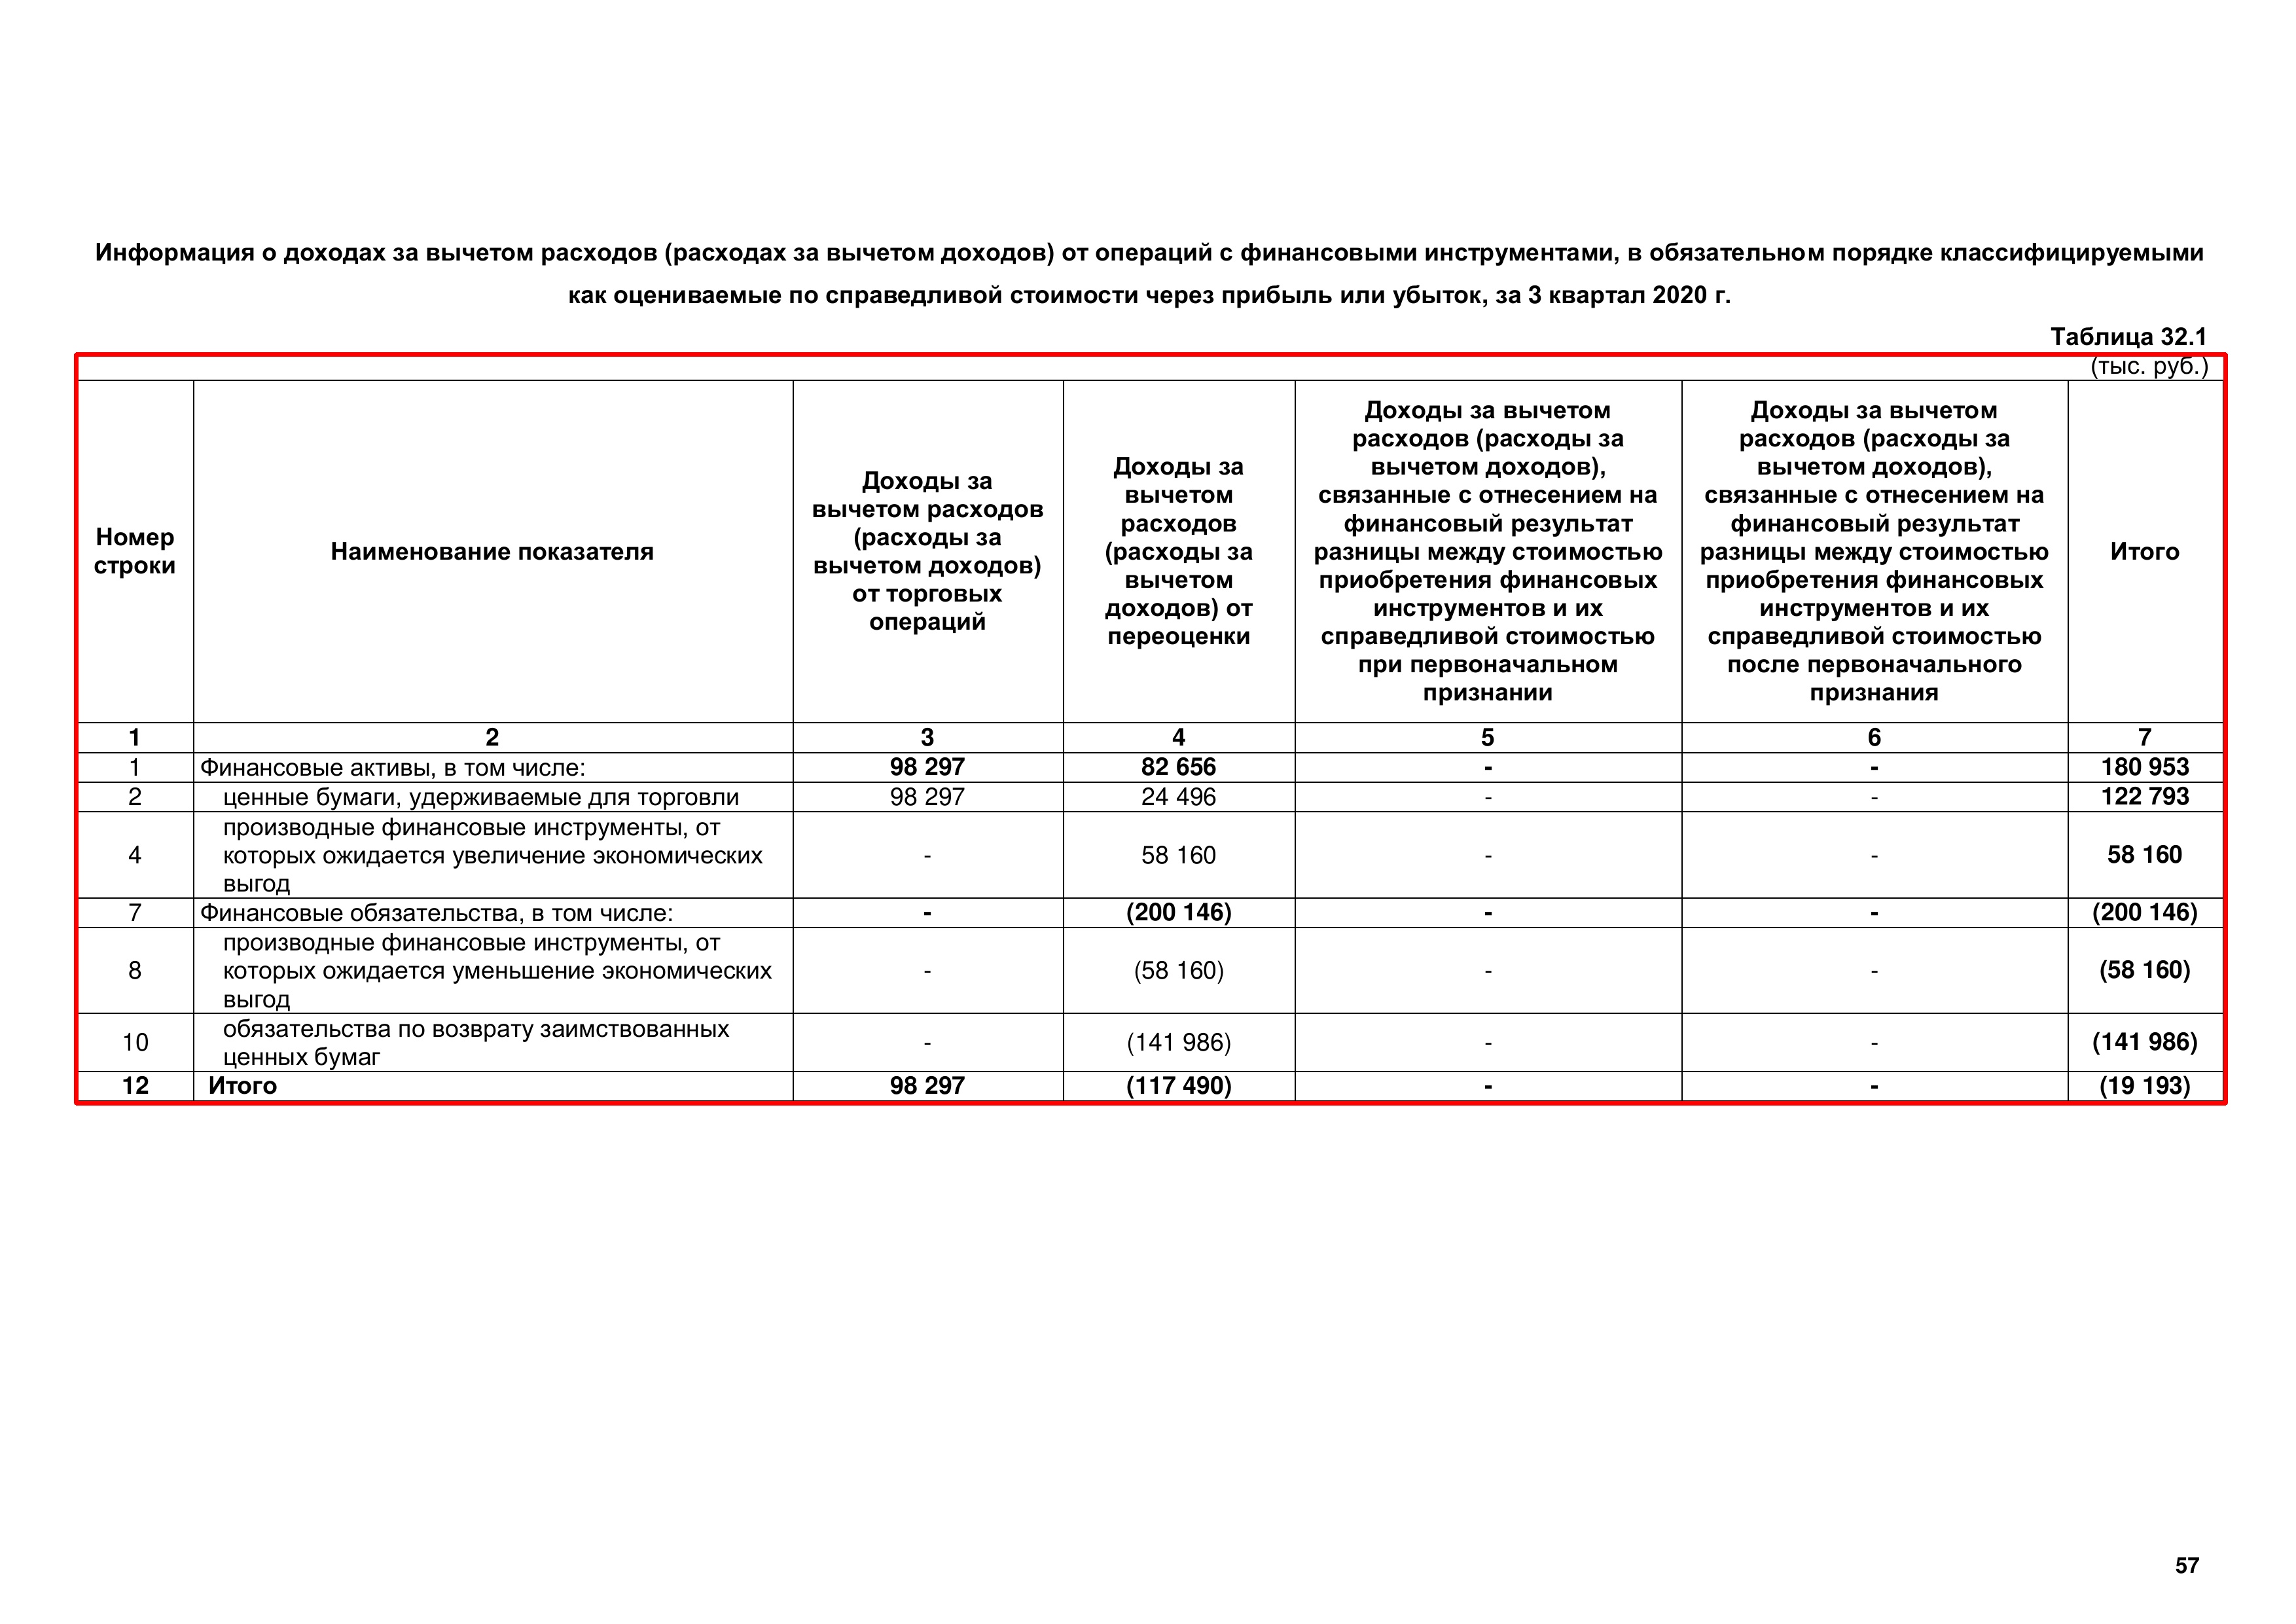 Информация о доходах за вычетом расходов (расходах за вычетом доходов) от операций с финансовыми инструментами, в обязательном порядке классифицируемыми
как оцениваемые по справедливой стоимости через прибыль или убыток, за 3 квартал 2020 г.
Таблица 32.1
(тыс. руб.)
Номер
строки
Наименование показателя
Доходы за
вычетом расходов
(расходы за
вычетом доходов)
от торговых
операций
Доходы за
вычетом
расходов
(расходы за
вычетом
доходов) от
переоценки
Доходы за вычетом
расходов (расходы за
вычетом доходов),
связанные с отнесением на
финансовый результат
разницы между стоимостью
приобретения финансовых
инструментов и их
справедливой стоимостью
при первоначальном
признании
Доходы за вычетом
расходов (расходы за
вычетом доходов),
связанные с отнесением на
финансовый результат
разницы между стоимостью
приобретения финансовых
инструментов и их
справедливой стоимостью
после первоначального
признания
Итого
1 2 3 4 5 6 7
1 Финансовые активы, в том числе: 98 297 82 656 - - 180 953
2 ценные бумаги, удерживаемые для торговли 98 297 24 496 - - 122 793
4 производные финансовые инструменты, от
которых ожидается увеличение экономических
выгод
- 58 160 - - 58 160
7 Финансовые обязательства, в том числе: - (200 146) - - (200 146)
8 производные финансовые инструменты, от
которых ожидается уменьшение экономических
выгод
- (58 160) - - (58 160)
10 обязательства по возврату заимствованных
ценных бумаг
- (141 986) - - (141 986)
12 Итого 98 297 (117 490) - - (19 193)
57